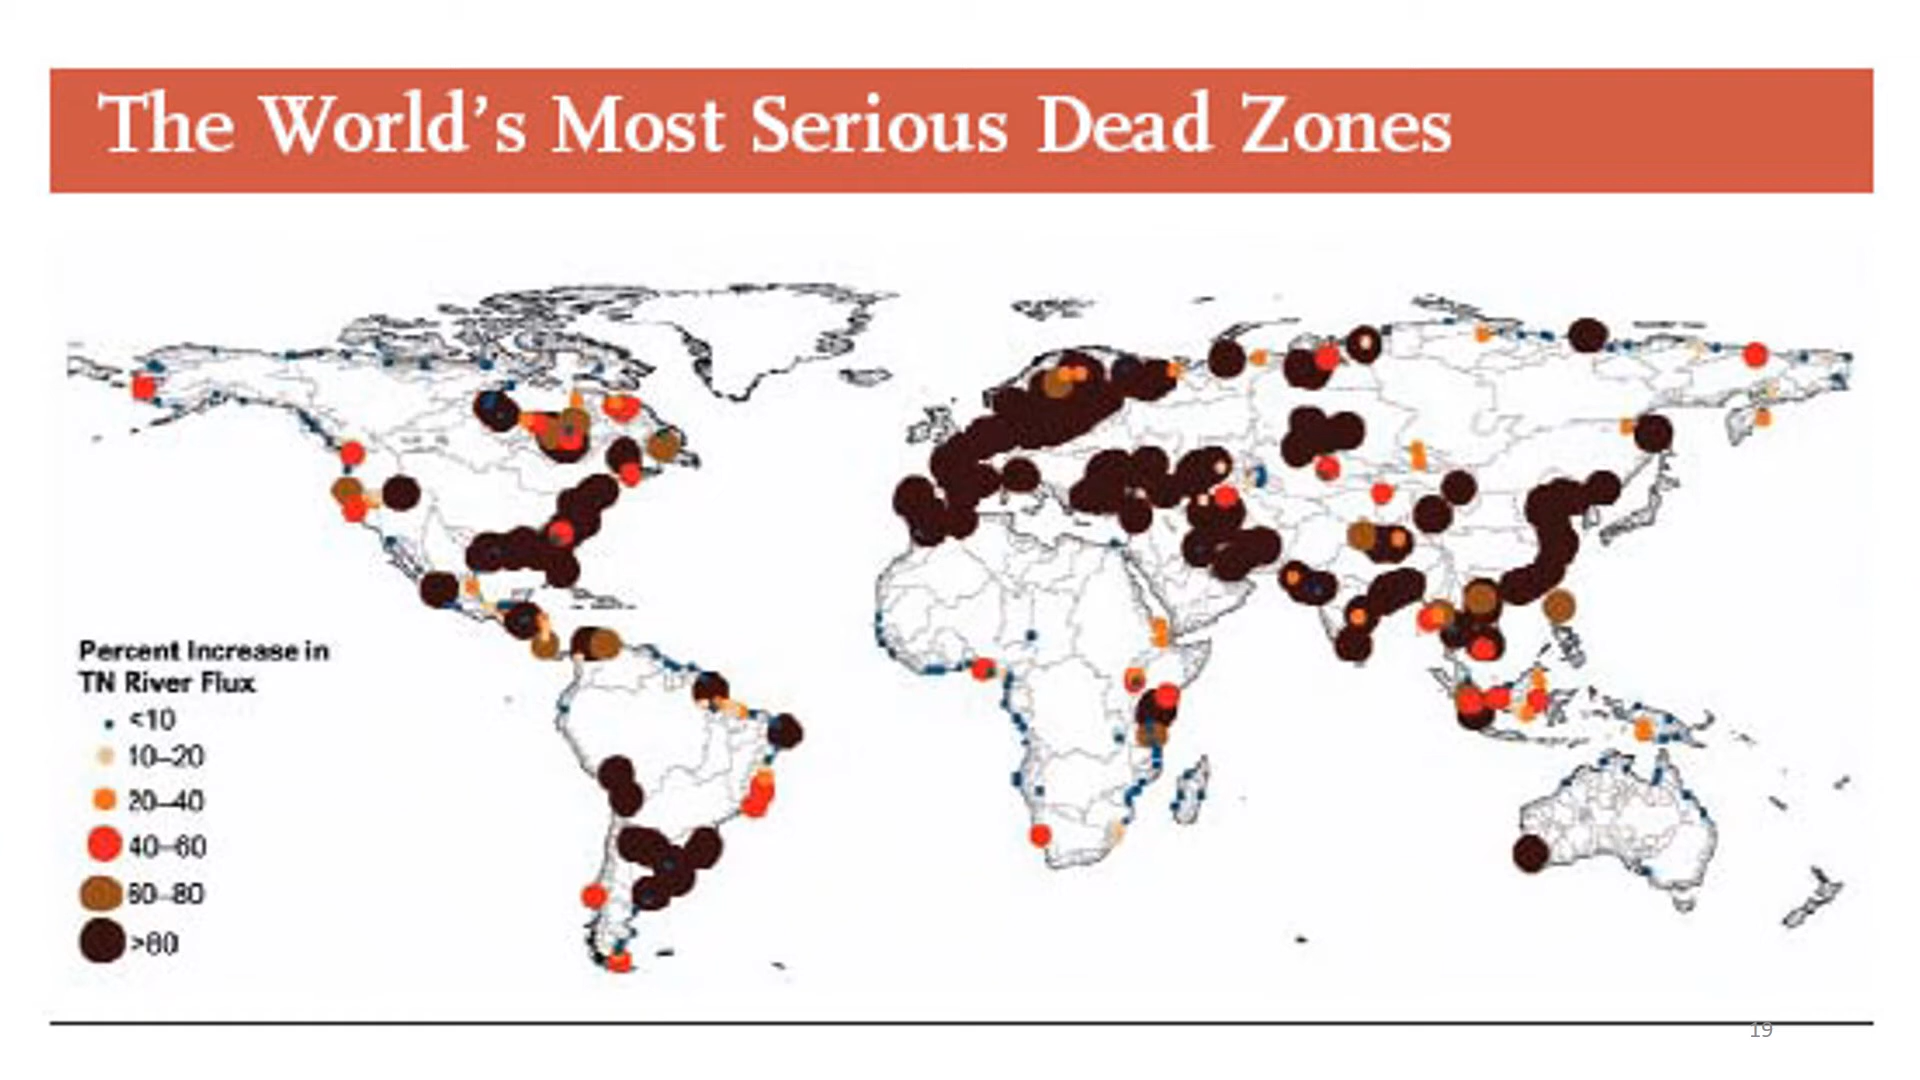 The World's Most Serious Dead Zones
Percent Increase in
TN River Flux
<10
10–20
20–40
40–60
60–80
>80
19